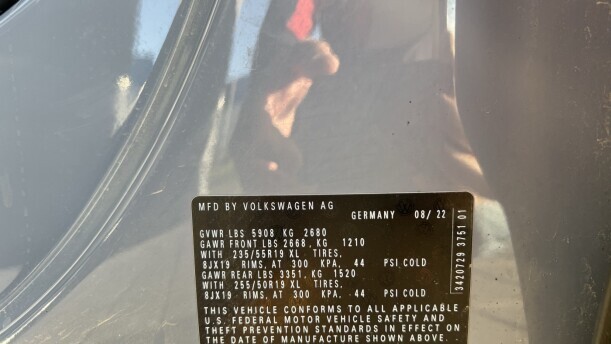 MFD BY VOLKSWAGEN AG
GERMANY 08/ 22
GVWR LBS 5908 KG 2680
GAWR FRONT LBS 2668, KG 1210
WITH 235/55R19 XL TIRES,
8JX19 RIMS, AT 300 KPA, 44 PSI COLD
GAWR REAR LBS 3351, KG 1520
WITH 255/50R19 XL TIRES,
8JX19 RIMS, AT 300 KPA, 44 PSI COLD
THIS VEHICLE CONFORMS TO ALL APPLICABLE
U.S. FEDERAL MOTOR VEHICLE SAFETY AND
THEFT PREVENTION STANDARDS IN EFFECT ON
THE DATE OF MANUFACTURE SHOWN ABOVE.
3420729 3751 01